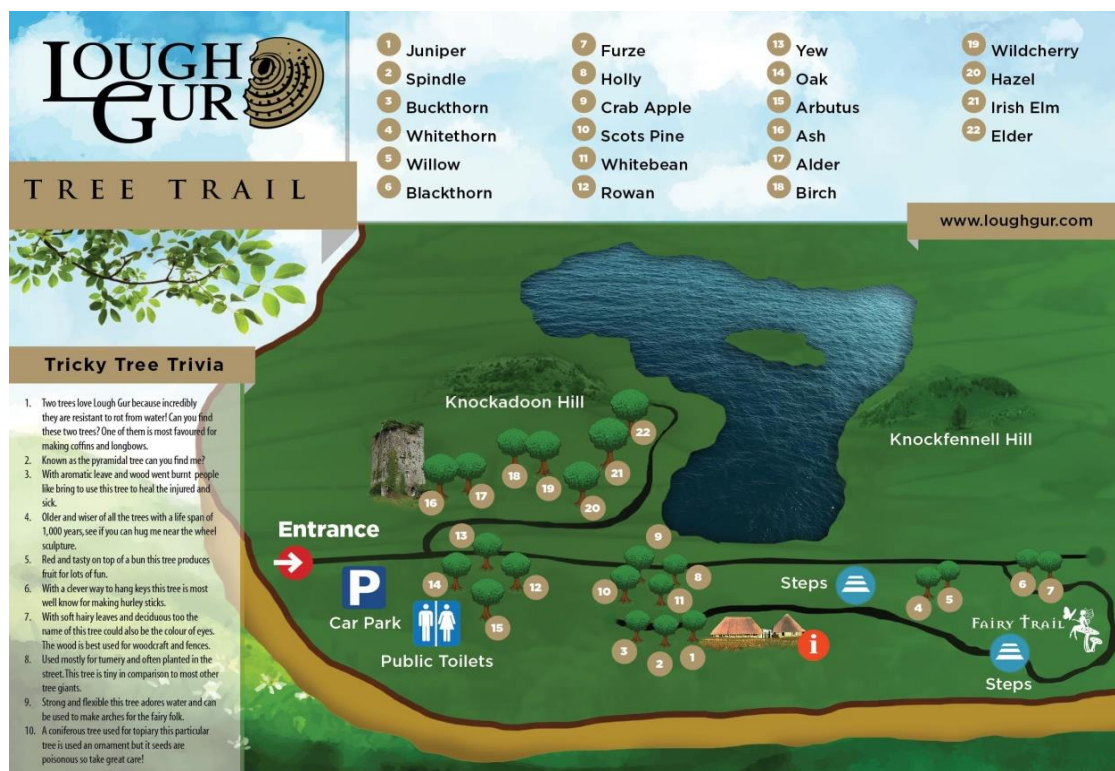 LOUGH
GUR
TREE TRAIL
1 Juniper
2 Spindle
3 Buckthorn
4 Whitethorn
5 Willow
6 Blackthorn
7 Furze
8 Holly
9 Crab Apple
10 Scots Pine
11 Whitebean
12 Rowan
13 Yew
14 Oak
15 Arbutus
16 Ash
17 Alder
18 Birch
19 Wildcherry
20 Hazel
21 Irish Elm
22 Elder
www.loughgur.com
Tricky Tree Trivia
1. Two trees love Lough Gur because incredibly
they are resistant to rot from water! Can you find
these two trees? One of them is most favoured for
making coffins and longbows.
2. Known as the pyramidal tree can you find me?
3. With aromatic leave and wood went burnt people
like bring to use this tree to heal the injured and
sick.
4. Older and wiser of all the trees with a life span of
1,000 years, see if you can hug me near the wheel
sculpture.
5. Red and tasty on top of a bun this tree produces
fruit for lots of fun.
6. With a clever way to hang keys this tree is most
well know for making hurley sticks.
7. With soft hairy leaves and deciduous too the
name of this tree could also be the colour of eyes.
The wood is best used for woodcraft and fences.
8. Used mostly for turnery and often planted in the
street. This tree is tiny in comparison to most other
tree giants.
9. Strong and flexible this tree adores water and can
be used to make arches for the fairy folk.
10. A coniferous tree used for topiary this particular
tree is used an ornament but it seeds are
poisonous so take great care!
Knockadoon Hill
Knockfennell Hill
22
21
18
19
20
16
17
Entrance
13
9
P
Car Park
14
12
15
Public Toilets
10
8
11
3
2
1
i
Steps
4
5
6
7
FAIRY TRAIL
Steps